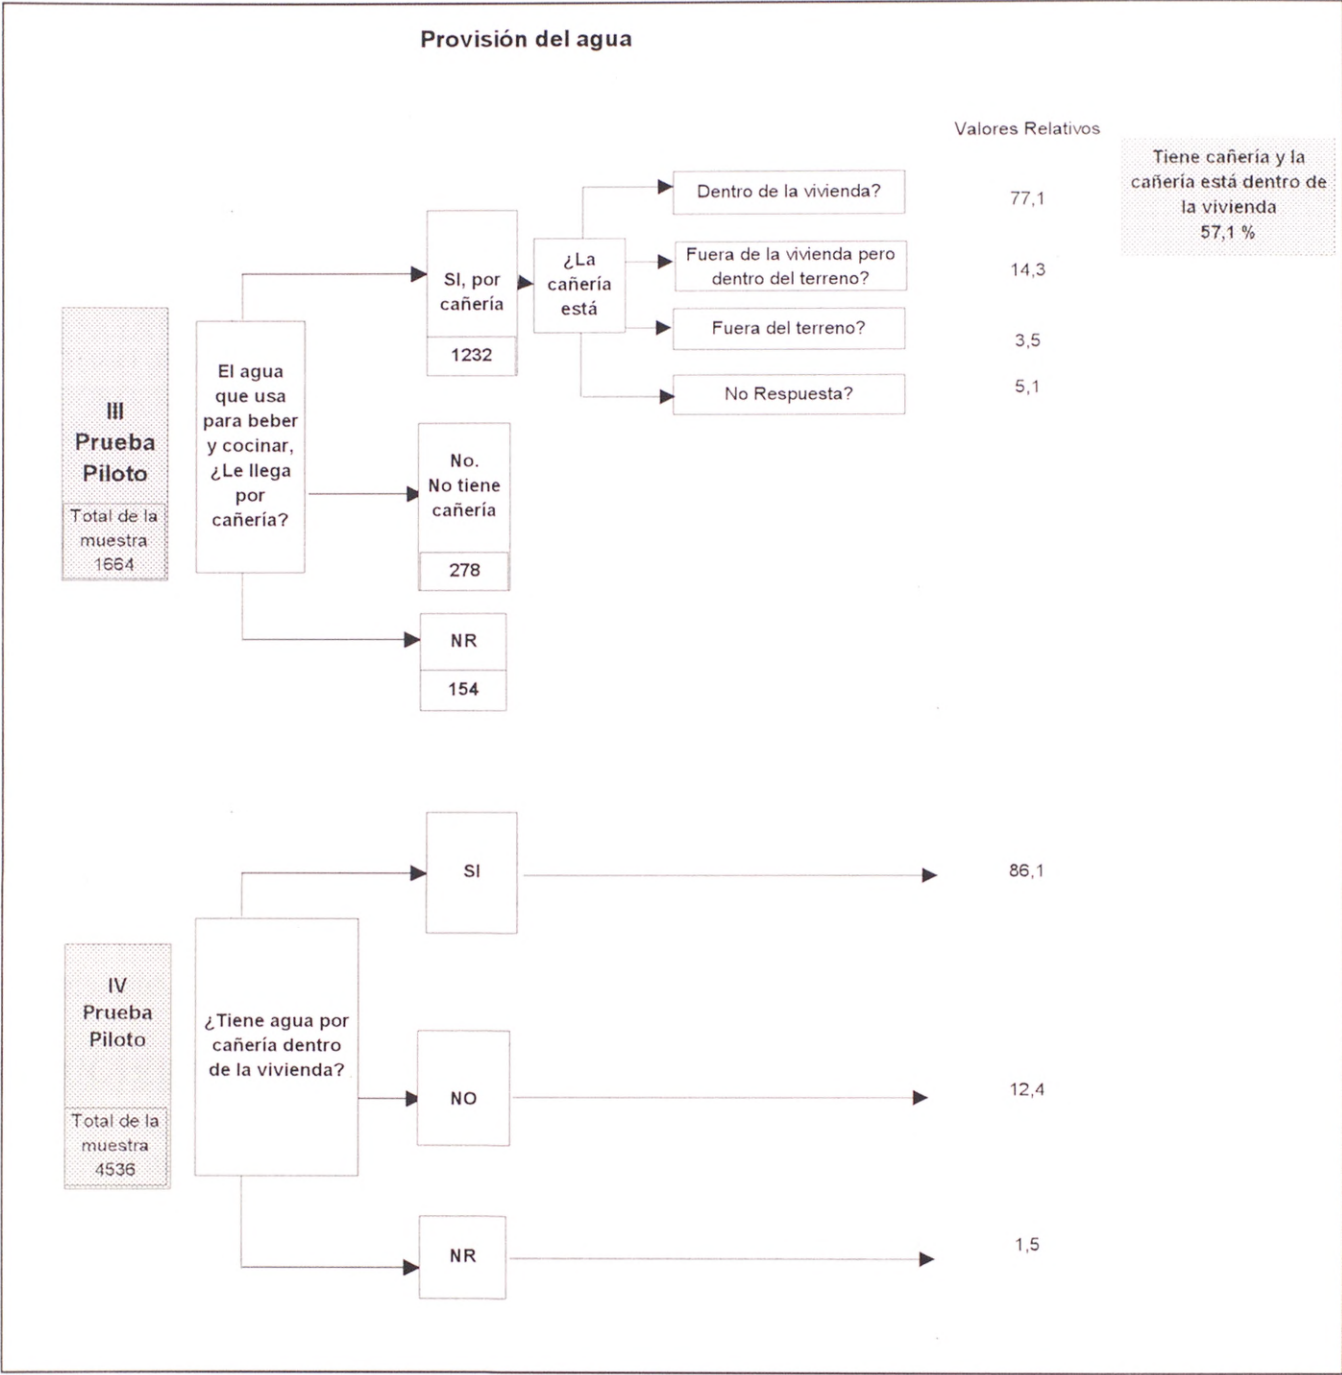 Provisión del agua
Valores Relativos
Tiene cañería y la
cañería está dentro de
la vivienda
57,1 %
Dentro de la vivienda?
77,1
SI, por
cañería
1232
¿La
cañería
está
Fuera de la vivienda pero
dentro del terreno?
14,3
Fuera del terreno?
3,5
No Respuesta?
5,1
III
Prueba
Piloto
Total de la
muestra
1664
El agua
que usa
para beber
y cocinar,
¿Le llega
por
cañería?
No.
No tiene
cañería
278
NR
154
SI
86,1
IV
Prueba
Piloto
Total de la
muestra
4536
¿Tiene agua por
cañería dentro
de la vivienda?
NO
12,4
NR
1,5